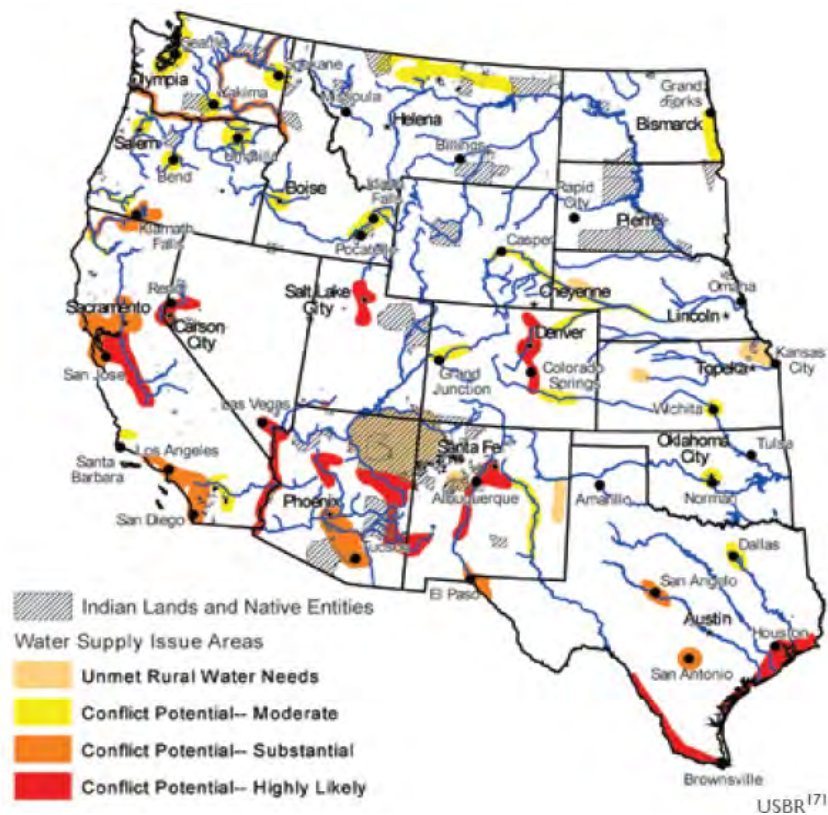 Seattle
Spokane
Olympia
Yakima
Missoula
Helena
Grand
Forks
Bismarck
Salem
Umatilla
Bend
Billings
Boise
Idaho
Falls
Rapid
City
Pierre
Klamath
Falls
Pocatello
Casper
Reno
Salt Lake
City
Cheyenne
Omaha
Sacramento
Carson
City
Lincoln
Denver
San Jose
Grand
Junction
Colorado
Springs
Topeka
Kansas
City
Las Vegas
Wichita
Santa Fe
Oklahoma
City
Tulsa
Santa
Barbara
Los Angeles
Albuquerque
Amarillo
Norman
Phoenix
San Diego
Tucson
Dallas
El Paso
San Angelo
Austin
Houston
San Antonio
Brownsville
Indian Lands and Native Entities
Water Supply Issue Areas
Unmet Rural Water Needs
Conflict Potential-- Moderate
Conflict Potential-- Substantial
Conflict Potential-- Highly Likely
USBR171